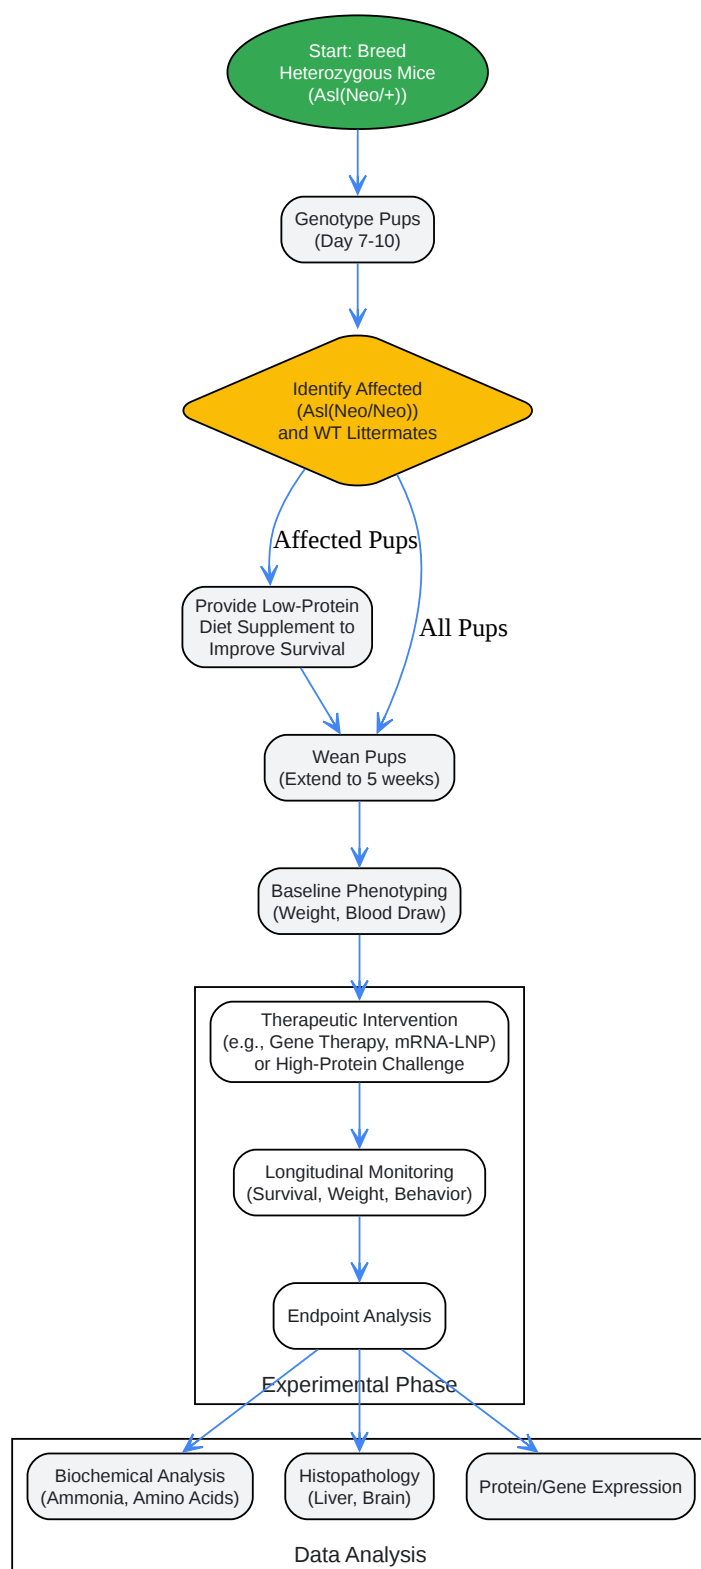 Start: Breed
Heterozygous Mice
(Asl(Neo/+))
Genotype Pups
(Day 7-10)
Identify Affected
(Asl(Neo/Neo))
and WT Littermates
Affected Pups
Provide Low-Protein
Diet Supplement to
Improve Survival
All Pups
Wean Pups
(Extend to 5 weeks)
Baseline Phenotyping
(Weight, Blood Draw)
Therapeutic Intervention
(e.g., Gene Therapy, mRNA-LNP)
or High-Protein Challenge
Longitudinal Monitoring
(Survival, Weight, Behavior)
Endpoint Analysis
Experimental Phase
Biochemical Analysis
(Ammonia, Amino Acids)
Histopathology
(Liver, Brain)
Protein/Gene Expression
Data Analysis